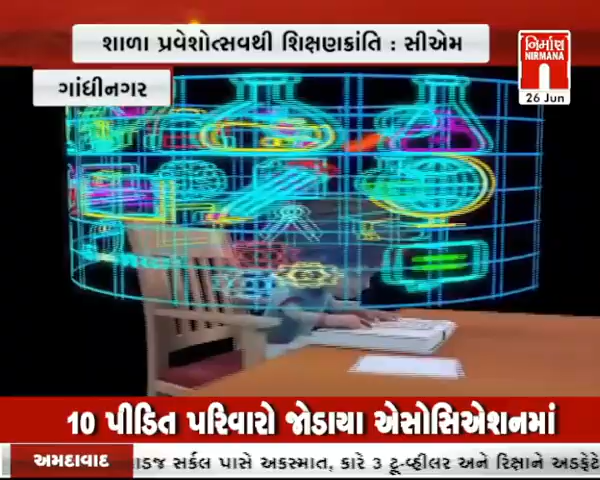 શાળા પ્રવેશોત્સવથી શિક્ષણક્રાંતિ : સીએમ
નિર્માણ
NIRMANA
26 Jun
ગાંધીનગર
10 પીડિત પરિવારો જોડાયા એસોસિએશનમાં
અમદાવાદ
સર્કલ પાસે અકસ્માત, કારે 3 ટૂ-વ્હીલર અને રિક્ષાને અડફેટે